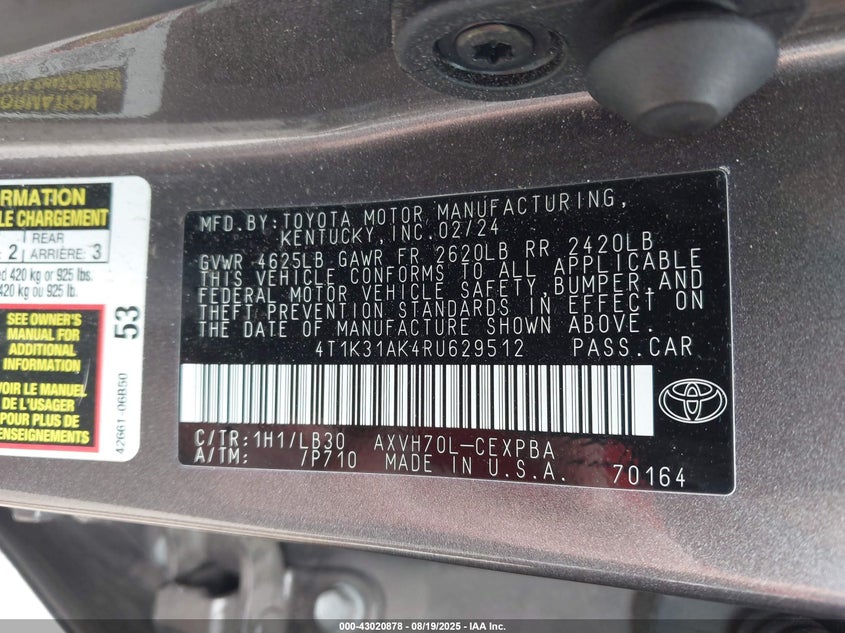 ORMATION
LE CHARGEMENT
2
REAR
ARRIÈRE: 3
ed 420 kg or 925 lbs.
420 kg ou 925 lb.
SEE OWNER'S
MANUAL FOR
ADDITIONAL
INFORMATION
VOIR LE MANUEL
DE L'USAGER
POUR PLUS DE
RENSEIGNEMENTS
53
42661-06B50
MFD.BY:TOYOTA MOTOR MANUFACTURING,
KENTUCKY, INC. 02/24
GVWR 4625LB GAWR FR 2620LB RR 2420LB
THIS VEHICLE CONFORMS TO ALL APPLICABLE
FEDERAL MOTOR VEHICLE SAFETY, BUMPER, AND
THEFT PREVENTION STANDARDS IN EFFECT ON
THE DATE OF MANUFACTURE SHOWN ABOVE.
4T1K31AK4RU629512 PASS.CAR
C/TR:1H1/LB30 AXVH70L-CEXPBA
A/TM: 7P710 MADE IN U.S.A. 70164
000-43020878 - 08/19/2025 - IAA Inc.